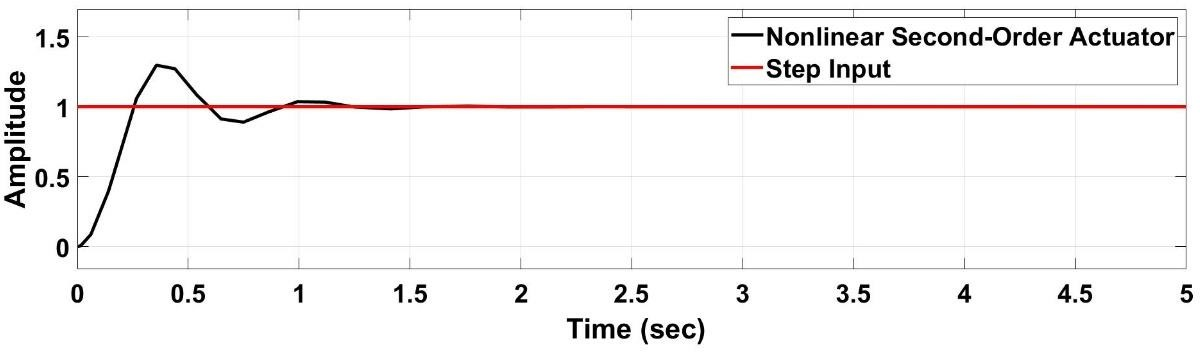 Nonlinear Second-Order Actuator
Step Input
Amplitude
1.5
1
0.5
0
0 0.5 1 1.5 2 2.5 3 3.5 4 4.5 5
Time (sec)